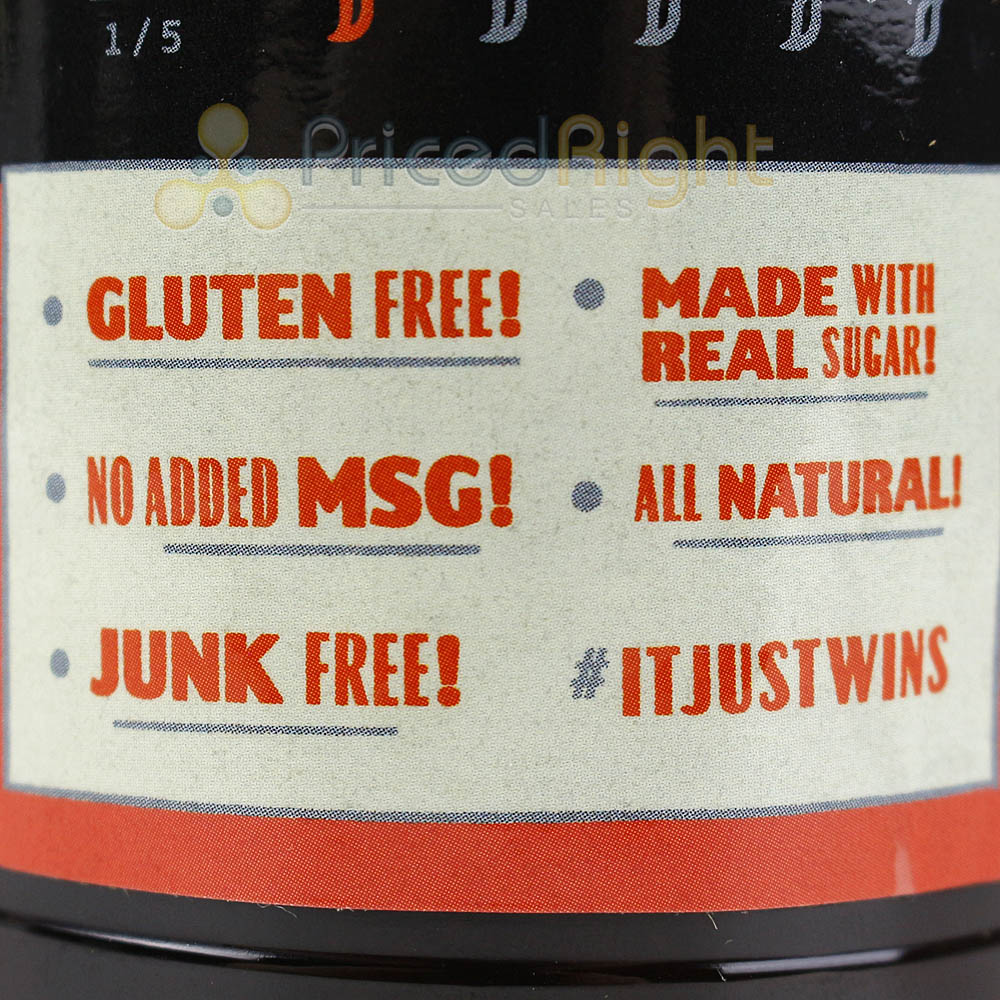 1/5
PricedRight
SALES
• GLUTEN FREE!
• NO ADDED MSG!
• JUNK FREE!
• MADE WITH
REAL SUGAR!
• ALL NATURAL!
#ITJUSTWINS